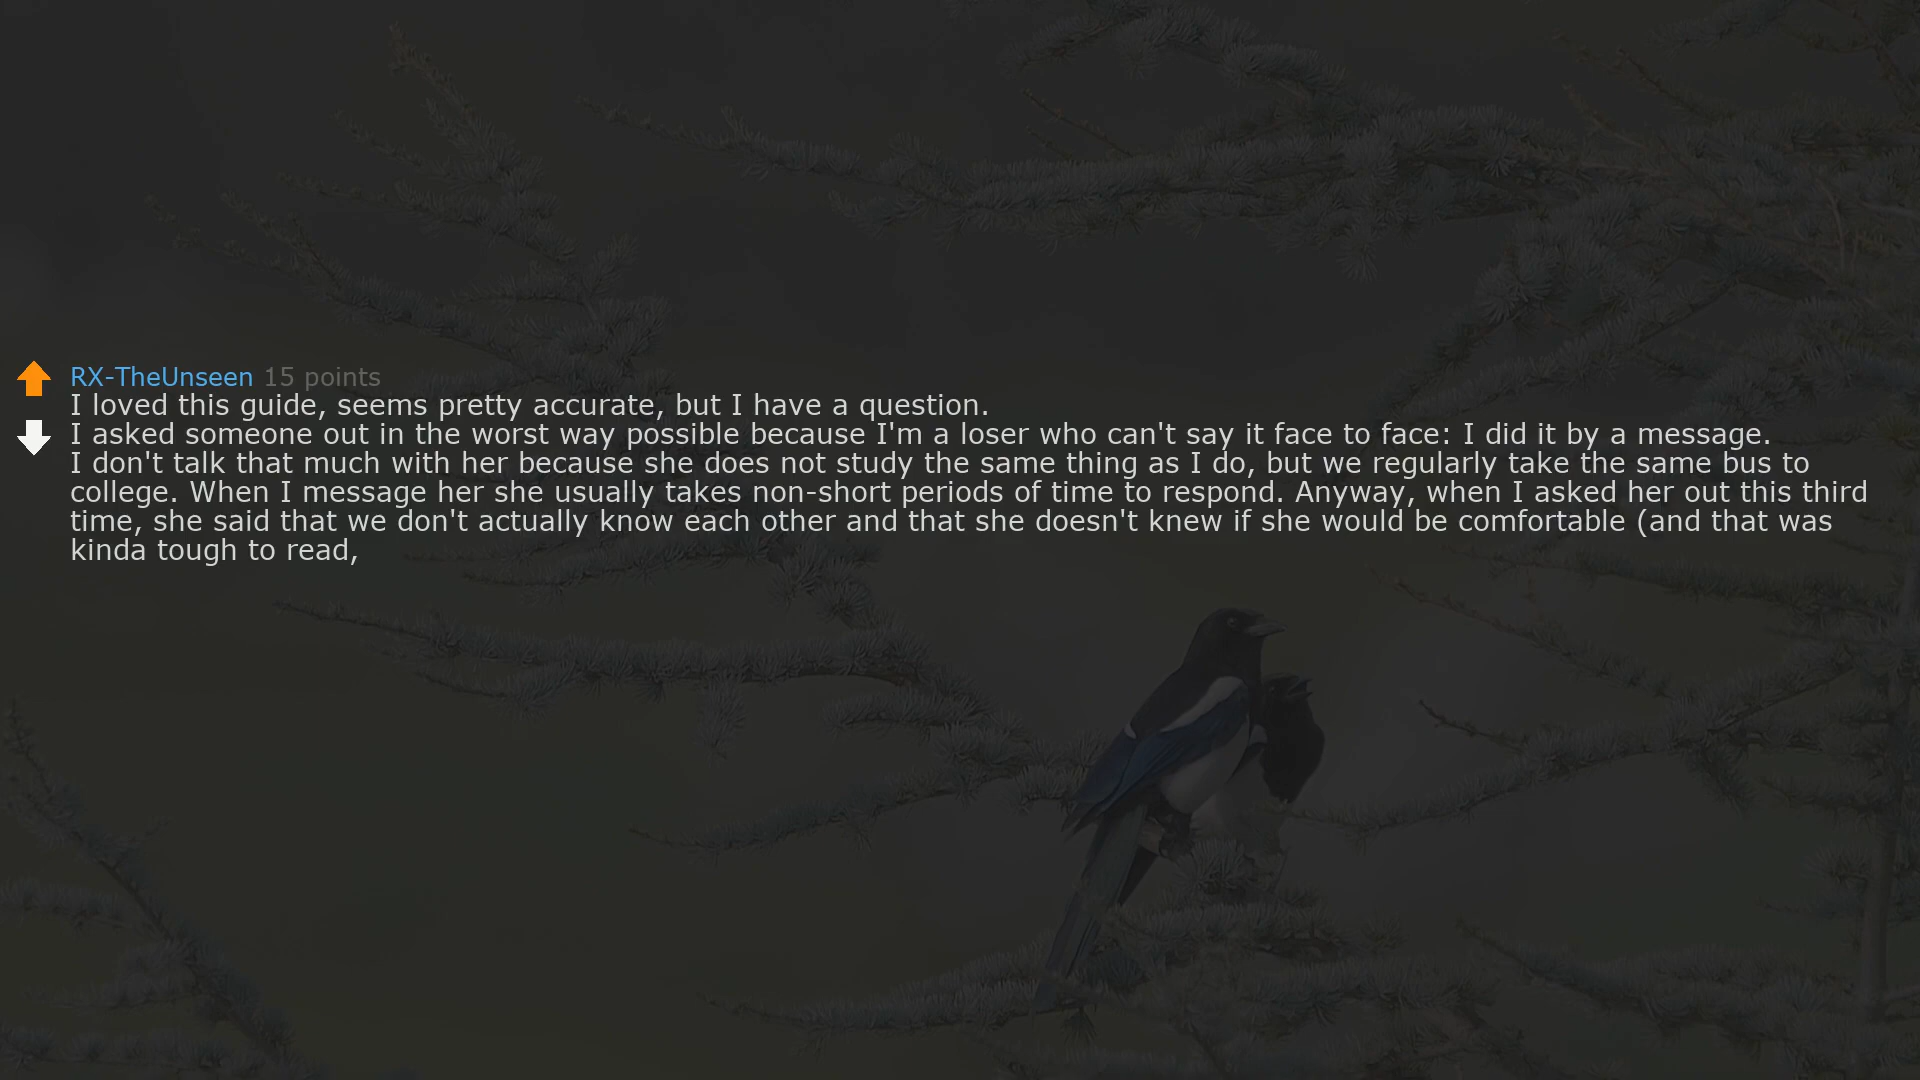 RX-TheUnseen 15 points
I loved this guide, seems pretty accurate, but I have a question.
I asked someone out in the worst way possible because I'm a loser who can't say it face to face: I did it by a message.
I don't talk that much with her because she does not study the same thing as I do, but we regularly take the same bus to
college. When I message her she usually takes non-short periods of time to respond. Anyway, when I asked her out this third
time, she said that we don't actually know each other and that she doesn't knew if she would be comfortable (and that was
kinda tough to read,